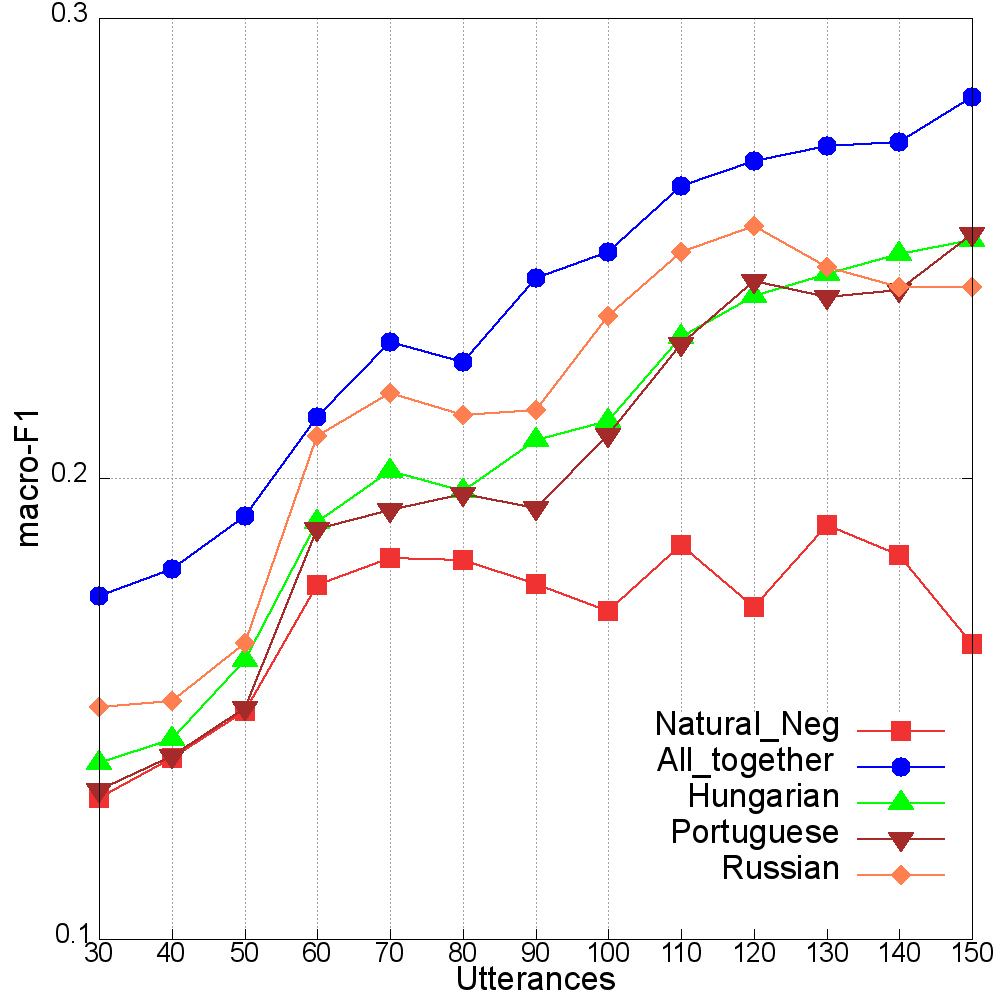 0.3
0.2
0.1
macro-F1
30 40 50 60 70 80 90 100 110 120 130 140 150
Utterances
Natural_Neg
All_together
Hungarian
Portuguese
Russian